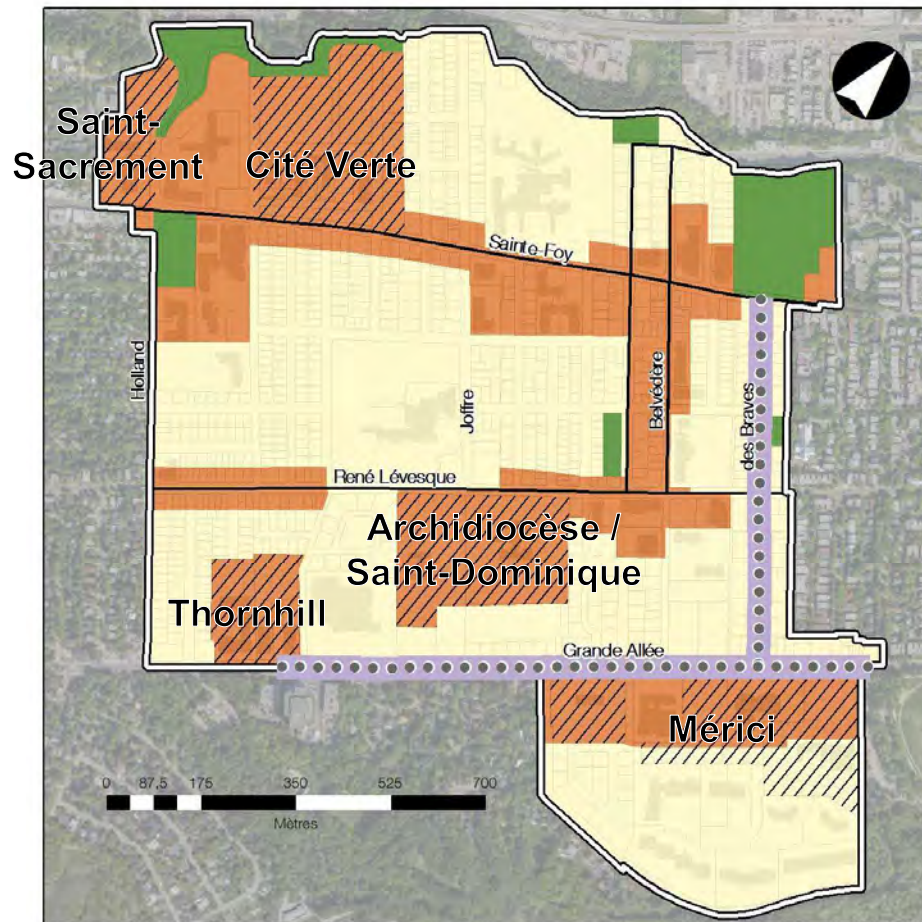 Saint-
Sacrement
Cité Verte
Sainte-Foy
Holland
Joffre
Belvédère
des Braves
René Lévesque
Archidiocèse /
Saint-Dominique
Thornhill
Grande Allée
Mérici
0 87,5 175 350 525 700
Mètres